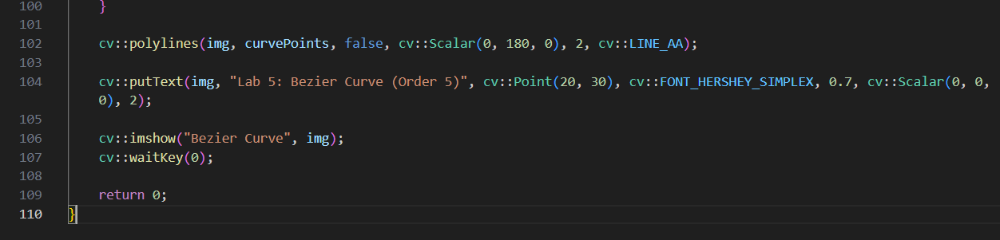 100 }
101
102 cv::polylines(img, curvePoints, false, cv::Scalar(0, 180, 0), 2, cv::LINE_AA);
103
104 cv::putText(img, "Lab 5: Bezier Curve (Order 5)", cv::Point(20, 30), cv::FONT_HERSHEY_SIMPLEX, 0.7, cv::Scalar(0, 0,
0), 2);
105
106 cv::imshow("Bezier Curve", img);
107 cv::waitKey(0);
108
109 return 0;
110 }